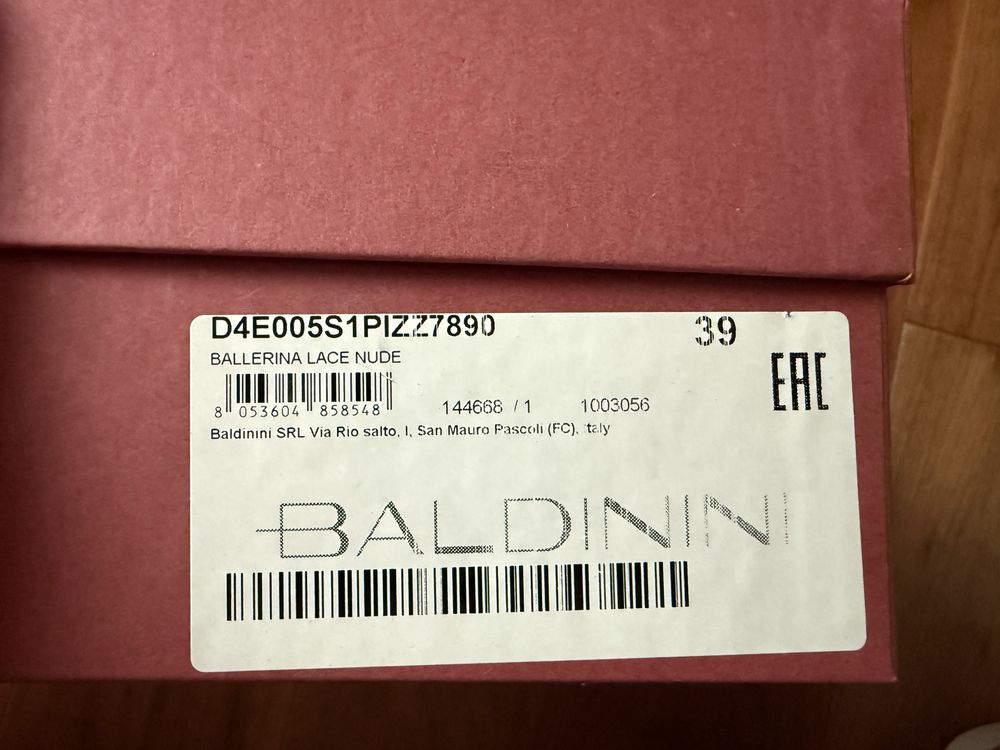 D4E005S1PIZZ7890 39
BALLERINA LACE NUDE
EAC
8 053604 858548 144668 / 1 1003056
Baldinini SRL Via Rio salto, I, San Mauro Pascoli (FC), Italy
BALDININI